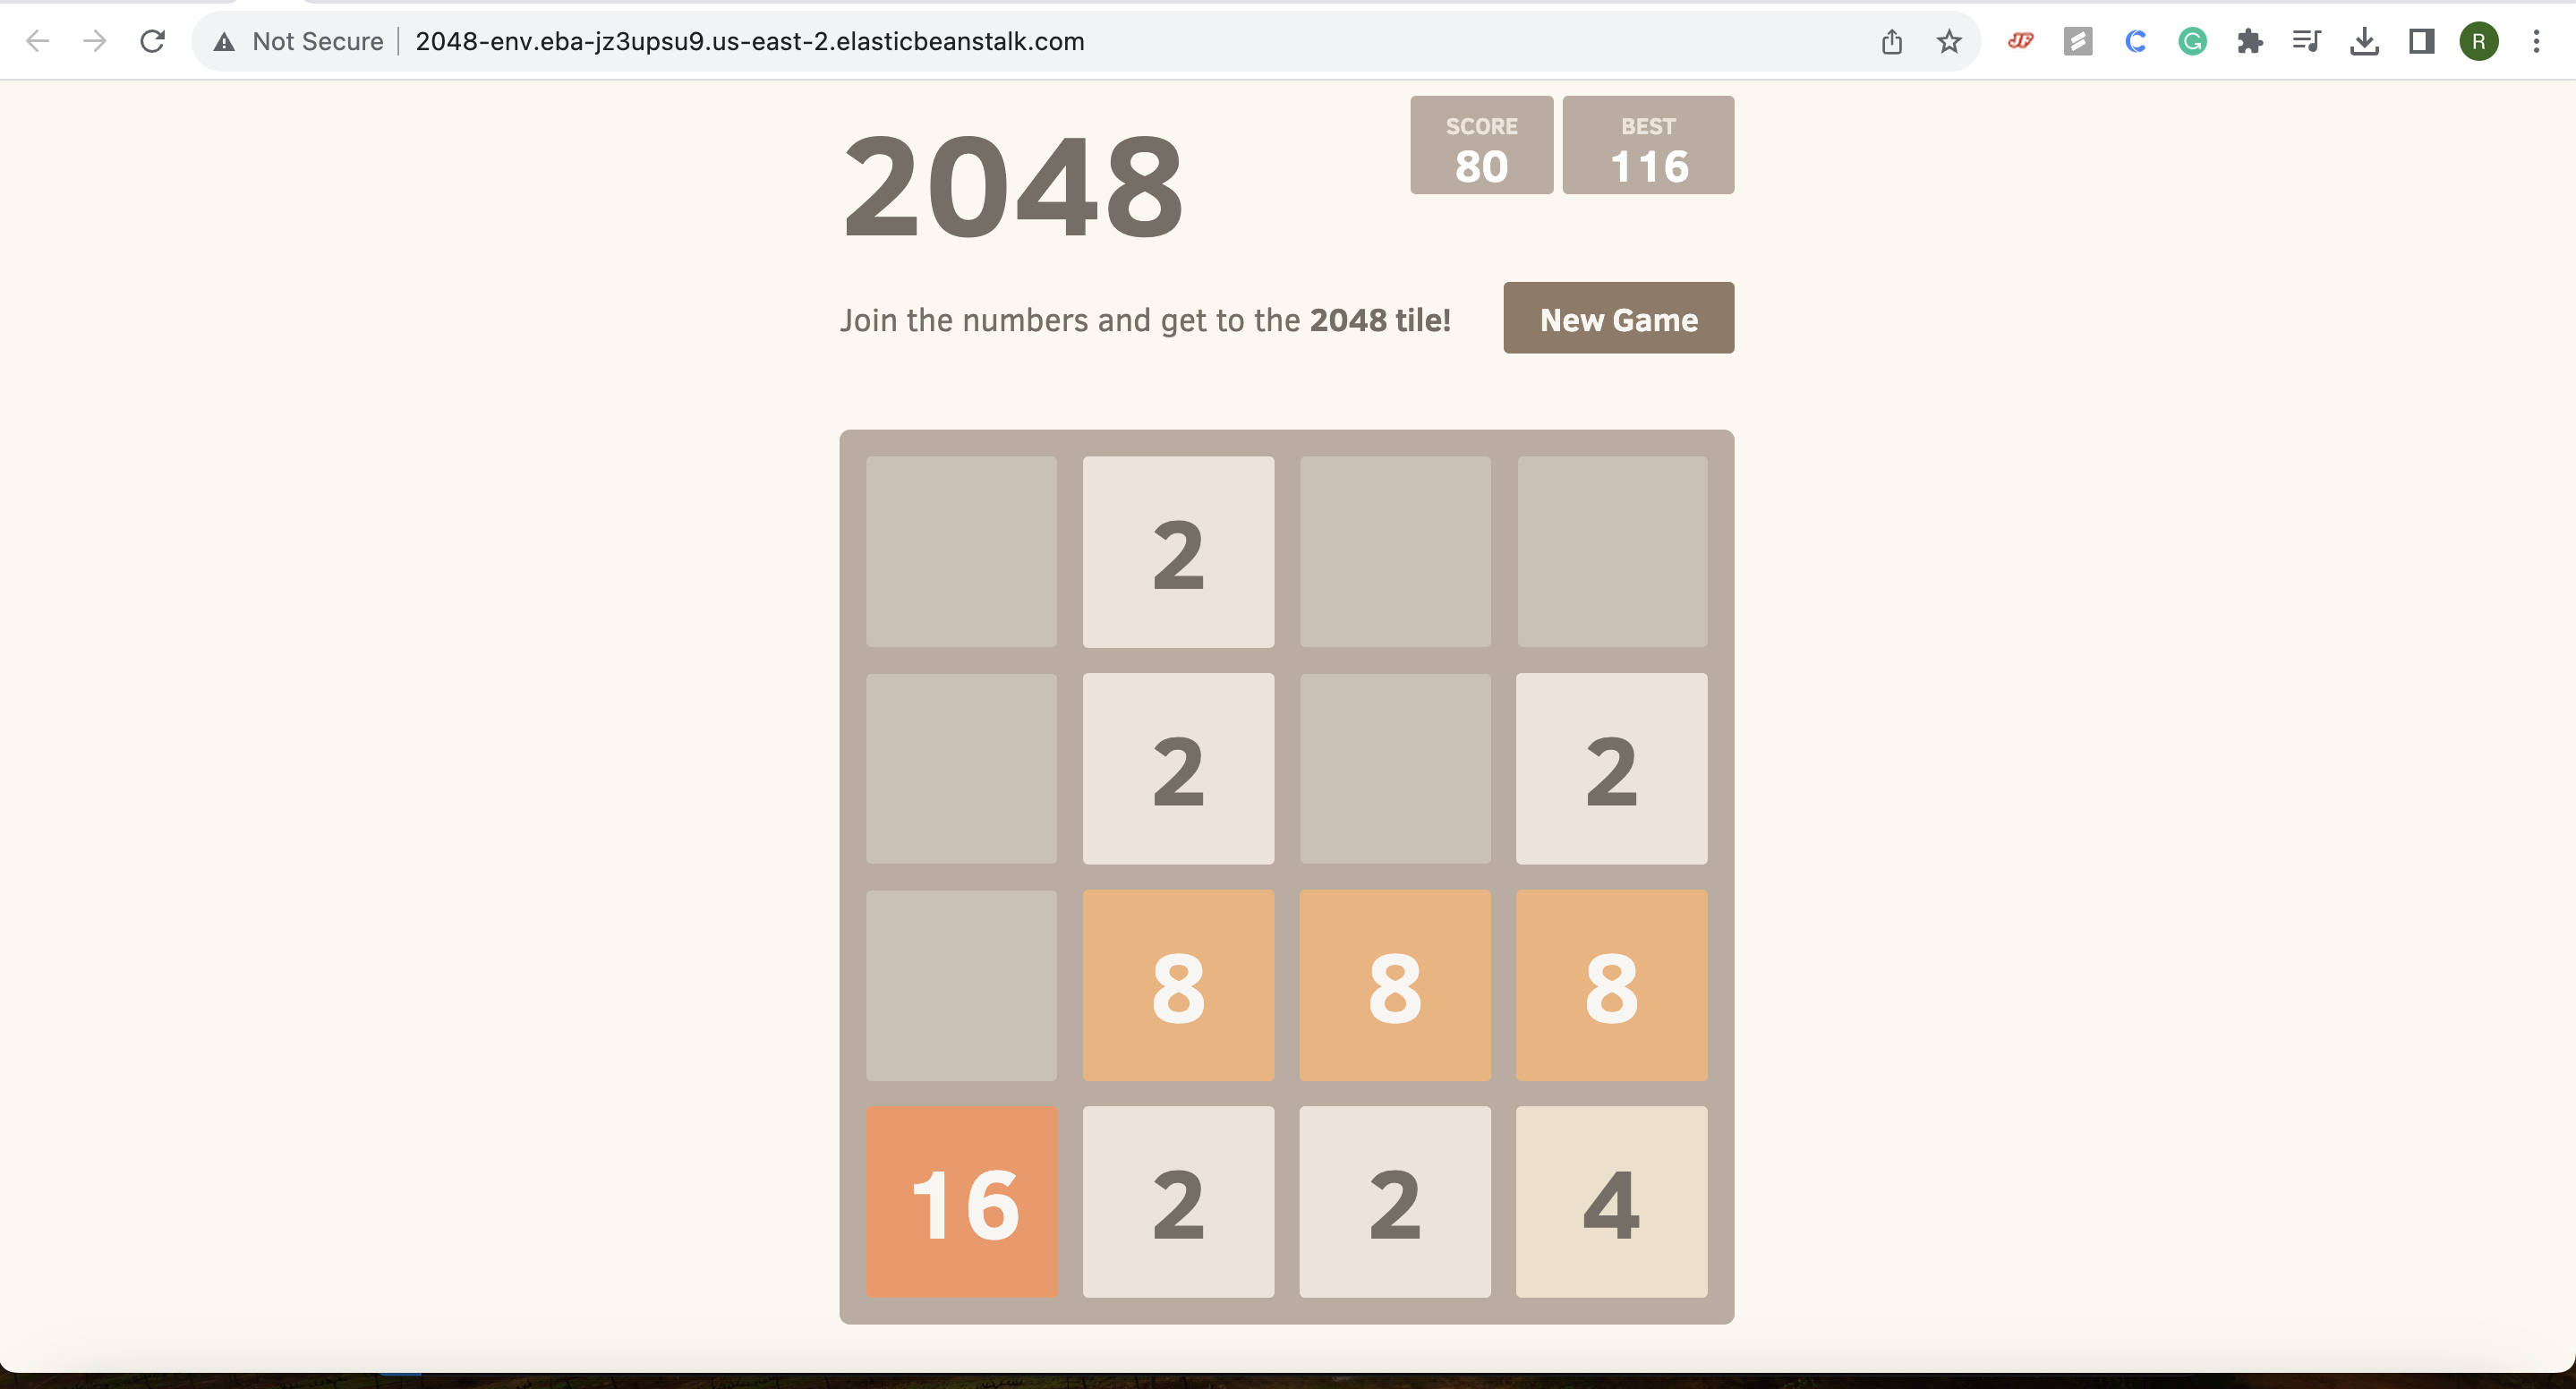 Not Secure 2048-env.eba-jz3upsu9.us-east-2.elasticbeanstalk.com
JF
C
G
R
2048
SCORE
80
BEST
116
Join the numbers and get to the 2048 tile!
New Game
2
2 2
8 8 8
16 2 2 4